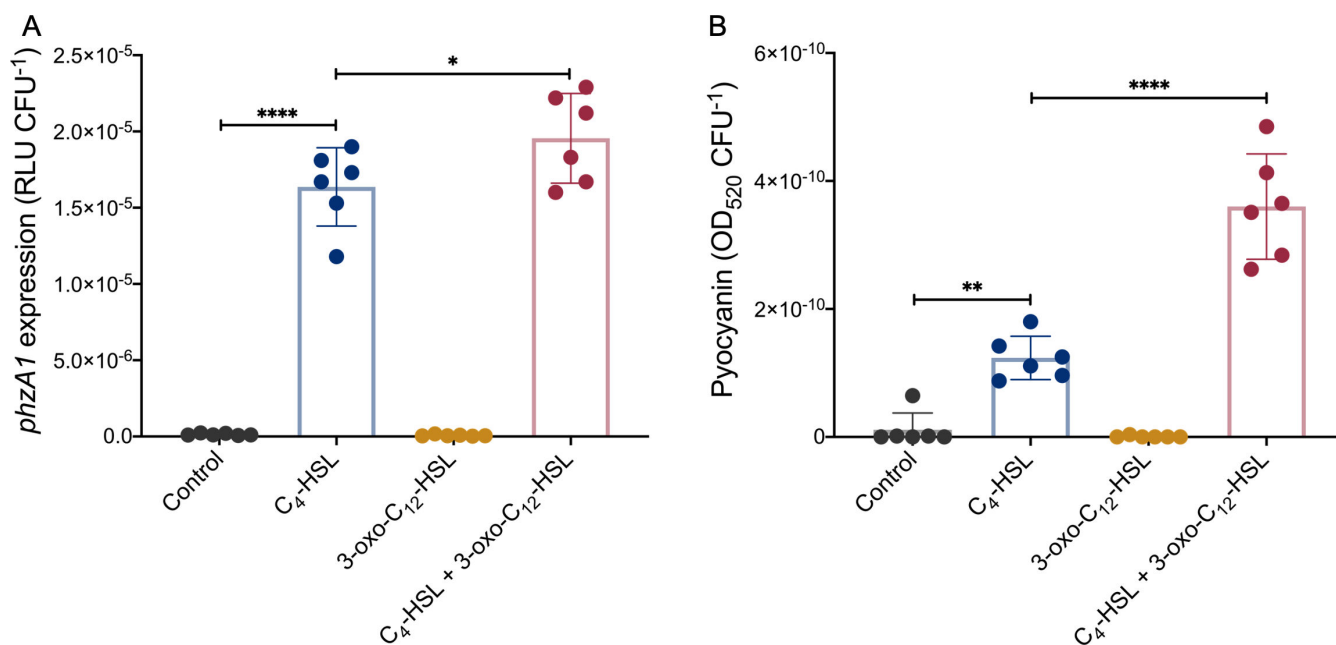 A
phzA1 expression (RLU CFU⁻¹)
2.5×10⁻⁵
2.0×10⁻⁵
1.5×10⁻⁵
1.0×10⁻⁵
5.0×10⁻⁶
0.0
****
*
Control
C₄-HSL
3-oxo-C₁₂-HSL
C₄-HSL + 3-oxo-C₁₂-HSL
B
Pyocyanin (OD₅₂₀ CFU⁻¹)
6×10⁻¹⁰
4×10⁻¹⁰
2×10⁻¹⁰
0
**
****
Control
C₄-HSL
3-oxo-C₁₂-HSL
C₄-HSL + 3-oxo-C₁₂-HSL